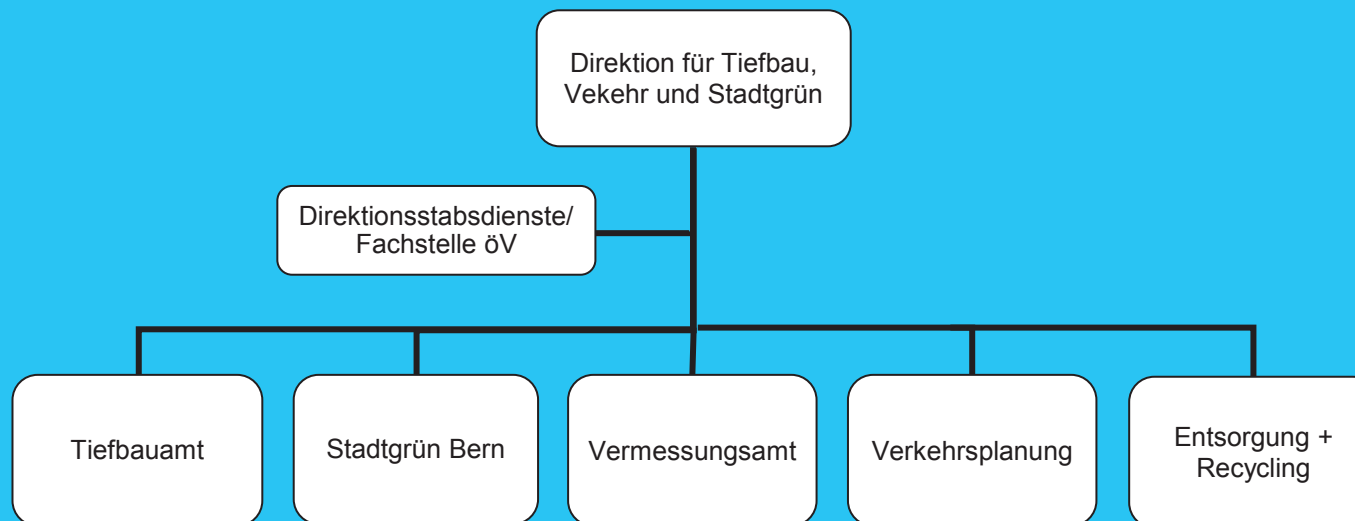 Direktion für Tiefbau,
Vekehr und Stadtgrün
Direktionsstabsdienste/
Fachstelle öV
Tiefbauamt
Stadtgrün Bern
Vermessungsamt
Verkehrsplanung
Entsorgung +
Recycling